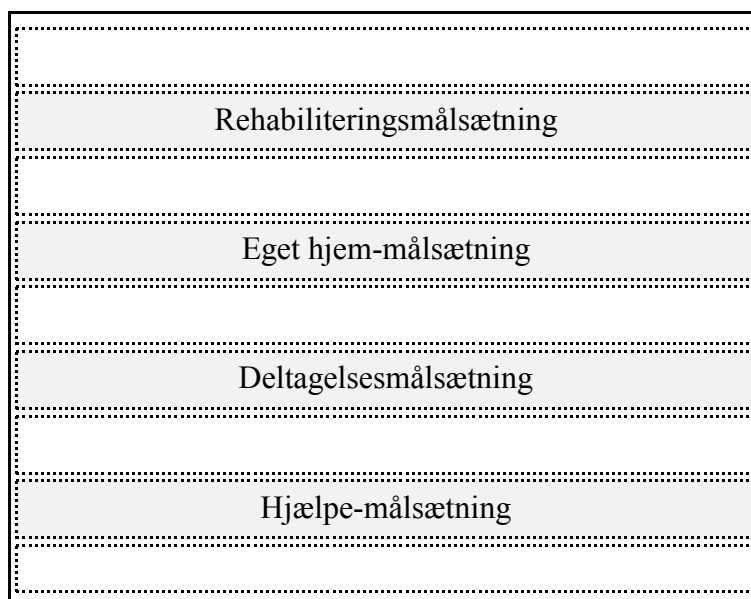 Rehabiliteringsmålsætning
Eget hjem-målsætning
Deltagelsesmålsætning
Hjælpe-målsætning